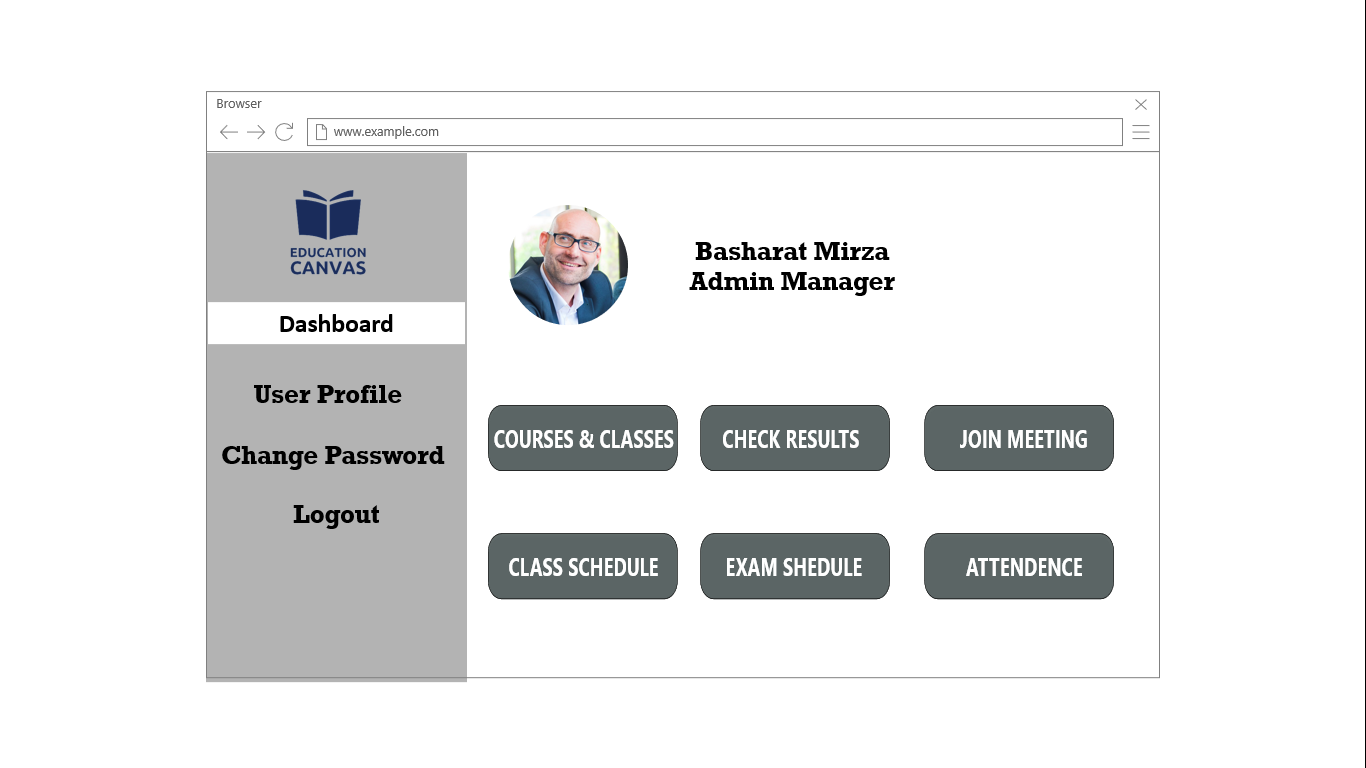 Browser
www.example.com
EDUCATION
CANVAS
Dashboard
User Profile
Change Password
Logout
Basharat Mirza
Admin Manager
COURSES & CLASSES
CHECK RESULTS
JOIN MEETING
CLASS SCHEDULE
EXAM SHEDULE
ATTENDENCE